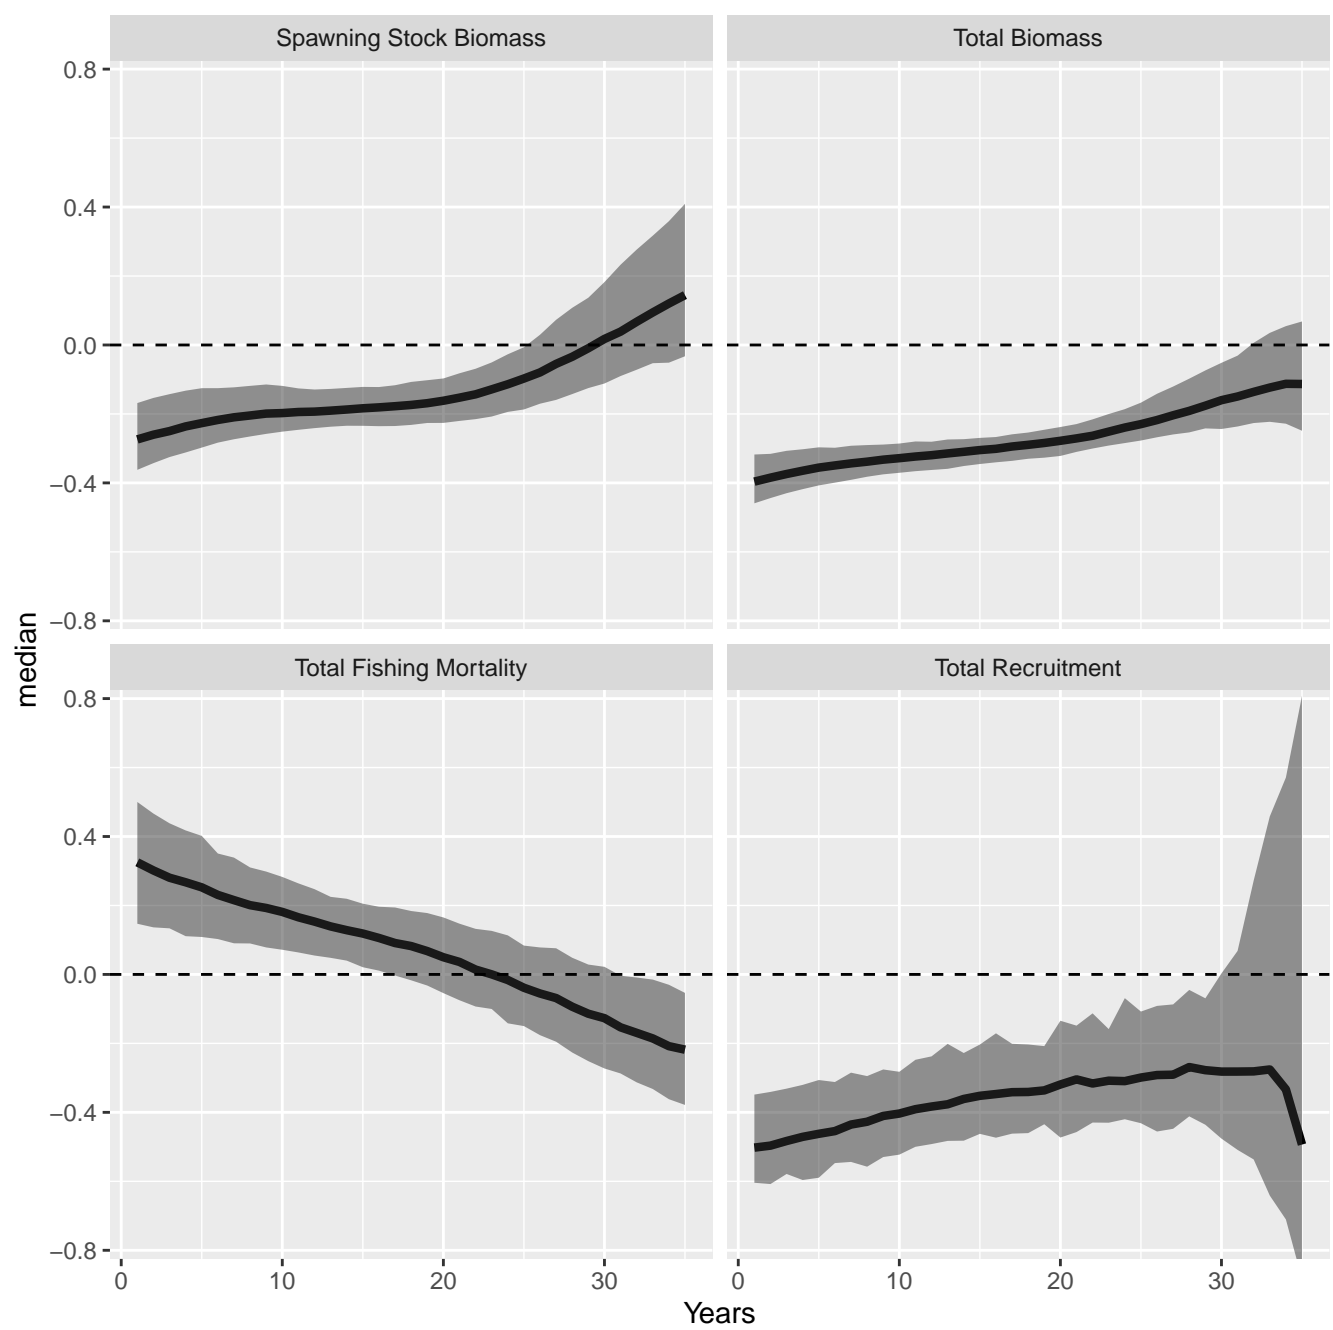 Spawning Stock Biomass
Total Biomass
0.8
0.4
0.0
−0.4
−0.8
median
Total Fishing Mortality
Total Recruitment
0.8
0.4
0.0
−0.4
−0.8
0 10 20 30
0 10 20 30
Years